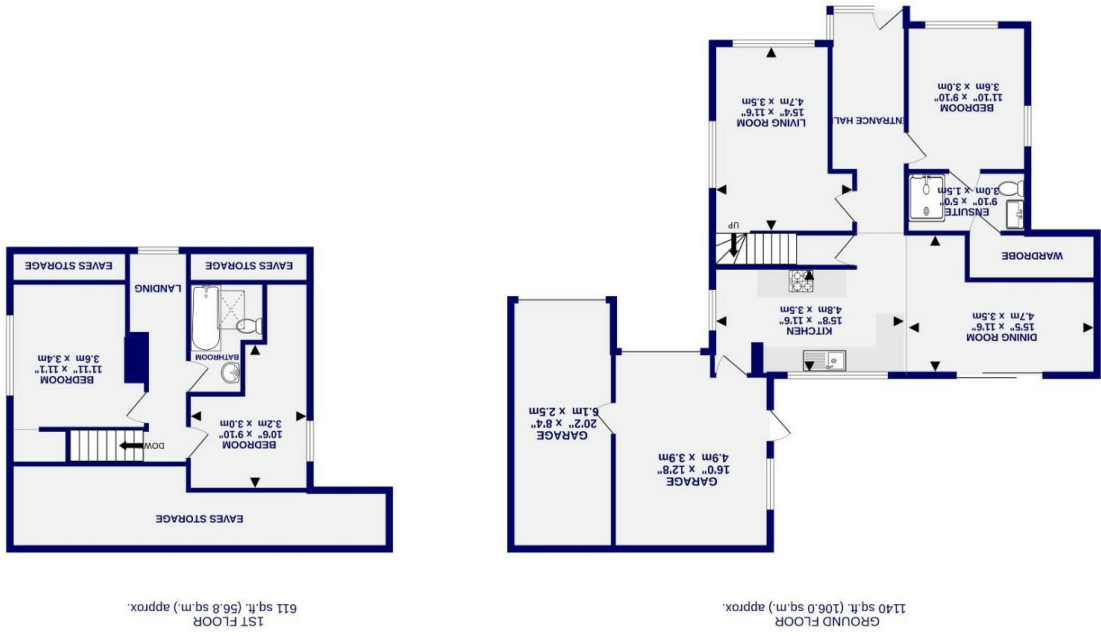 GROUND FLOOR
1140 sq.ft. (106.0 sq.m.) approx.
GARAGE
16'0" x 12'8"
4.9m x 3.9m
GARAGE
20'2" x 8'4"
6.1m x 2.5m
DINING ROOM
15'5" x 11'6"
4.7m x 3.5m
KITCHEN
15'8" x 11'6"
4.8m x 3.5m
WARDROBE
UP
ENSUITE
9'10" x 5'0"
3.0m x 1.5m
BEDROOM
11'10" x 9'10"
3.6m x 3.0m
ENTRANCE HALL
LIVING ROOM
15'4" x 11'6"
4.7m x 3.5m
1ST FLOOR
611 sq.ft. (56.8 sq.m.) approx.
EAVES STORAGE
BEDROOM
10'6" x 9'10"
3.2m x 3.0m
DOW
BATHROOM
BEDROOM
11'11" x 11'1"
3.6m x 3.4m
LANDING
EAVES STORAGE
EAVES STORAGE